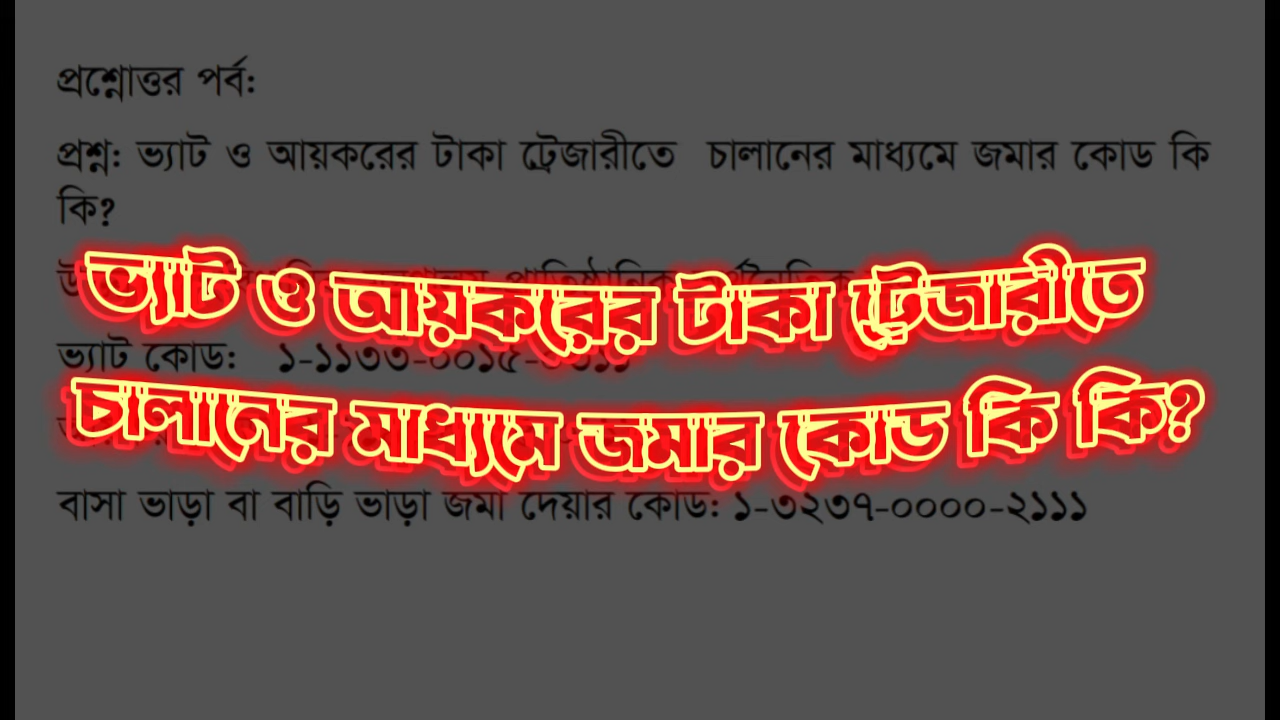 প্রশ্নোত্তর পর্ব:
প্রশ্ন: ভ্যাট ও আয়করের টাকা ট্রেজারীতে চালানের মাধ্যমে জমার কোড কি
কি?
ভ্যাট ও আয়করের টাকা ট্রেজারীতে
ভ্যাট কোড:
চালানের মাধ্যমে জমার কোড কি কি?
বাসা ভাড়া বা বাড়ি ভাড়া জমা দেয়ার কোড: ১-৩২৩৭-০০০০-২১১১